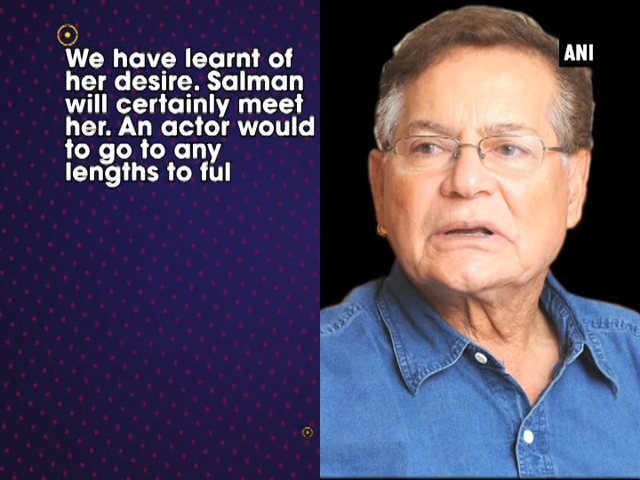 We have learnt of
her desire. Salman
will certainly meet
her. An actor would
to go to any
lengths to ful
ANI